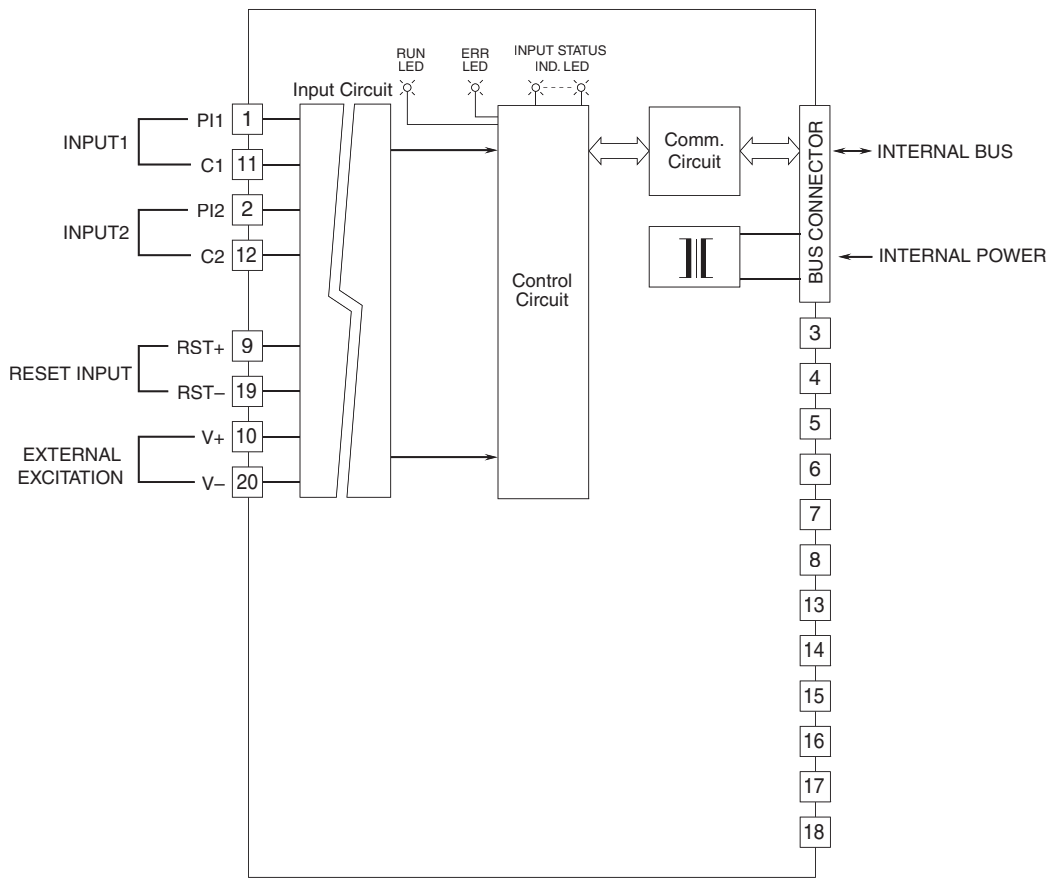 RUN
LED
ERR
LED
INPUT STATUS
IND. LED
Input Circuit
INPUT1
PI1 1
C1 11
INPUT2
PI2 2
C2 12
RESET INPUT
RST+ 9
RST– 19
EXTERNAL
EXCITATION
V+ 10
V– 20
Control
Circuit
Comm.
Circuit
BUS CONNECTOR
INTERNAL BUS
INTERNAL POWER
3
4
5
6
7
8
13
14
15
16
17
18